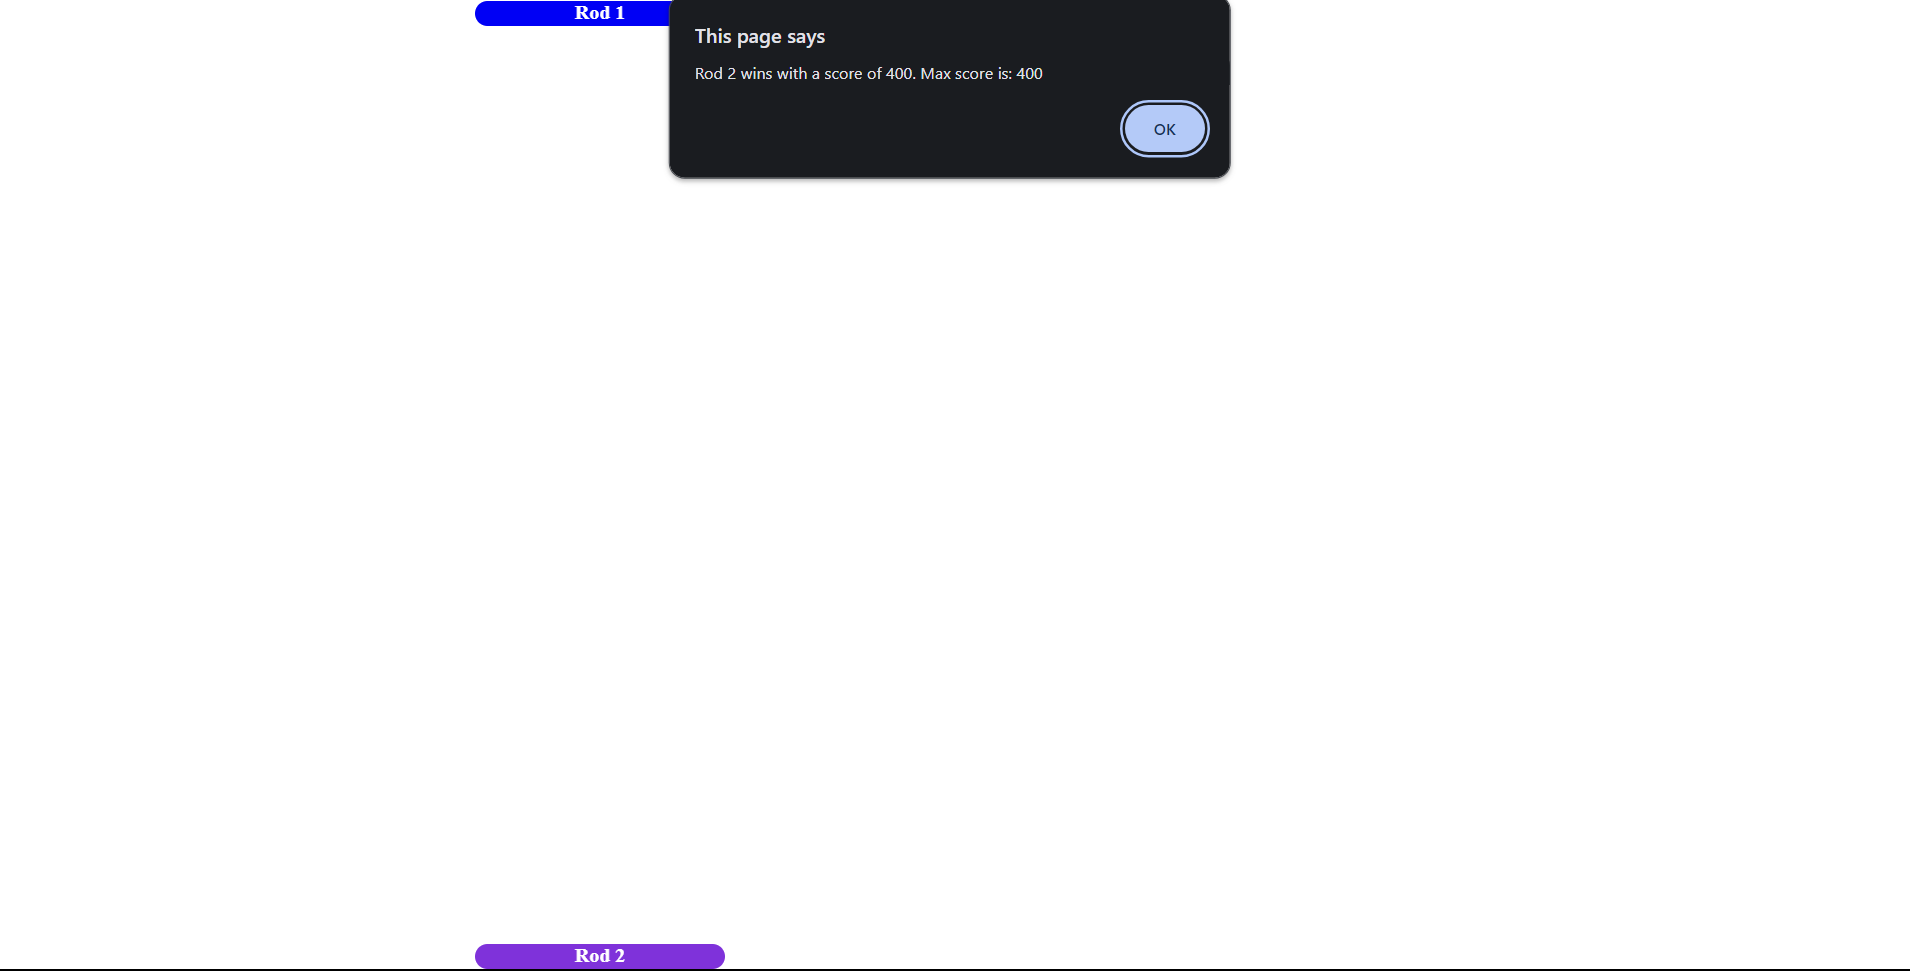 Rod 1
This page says
Rod 2 wins with a score of 400. Max score is: 400
OK
Rod 2